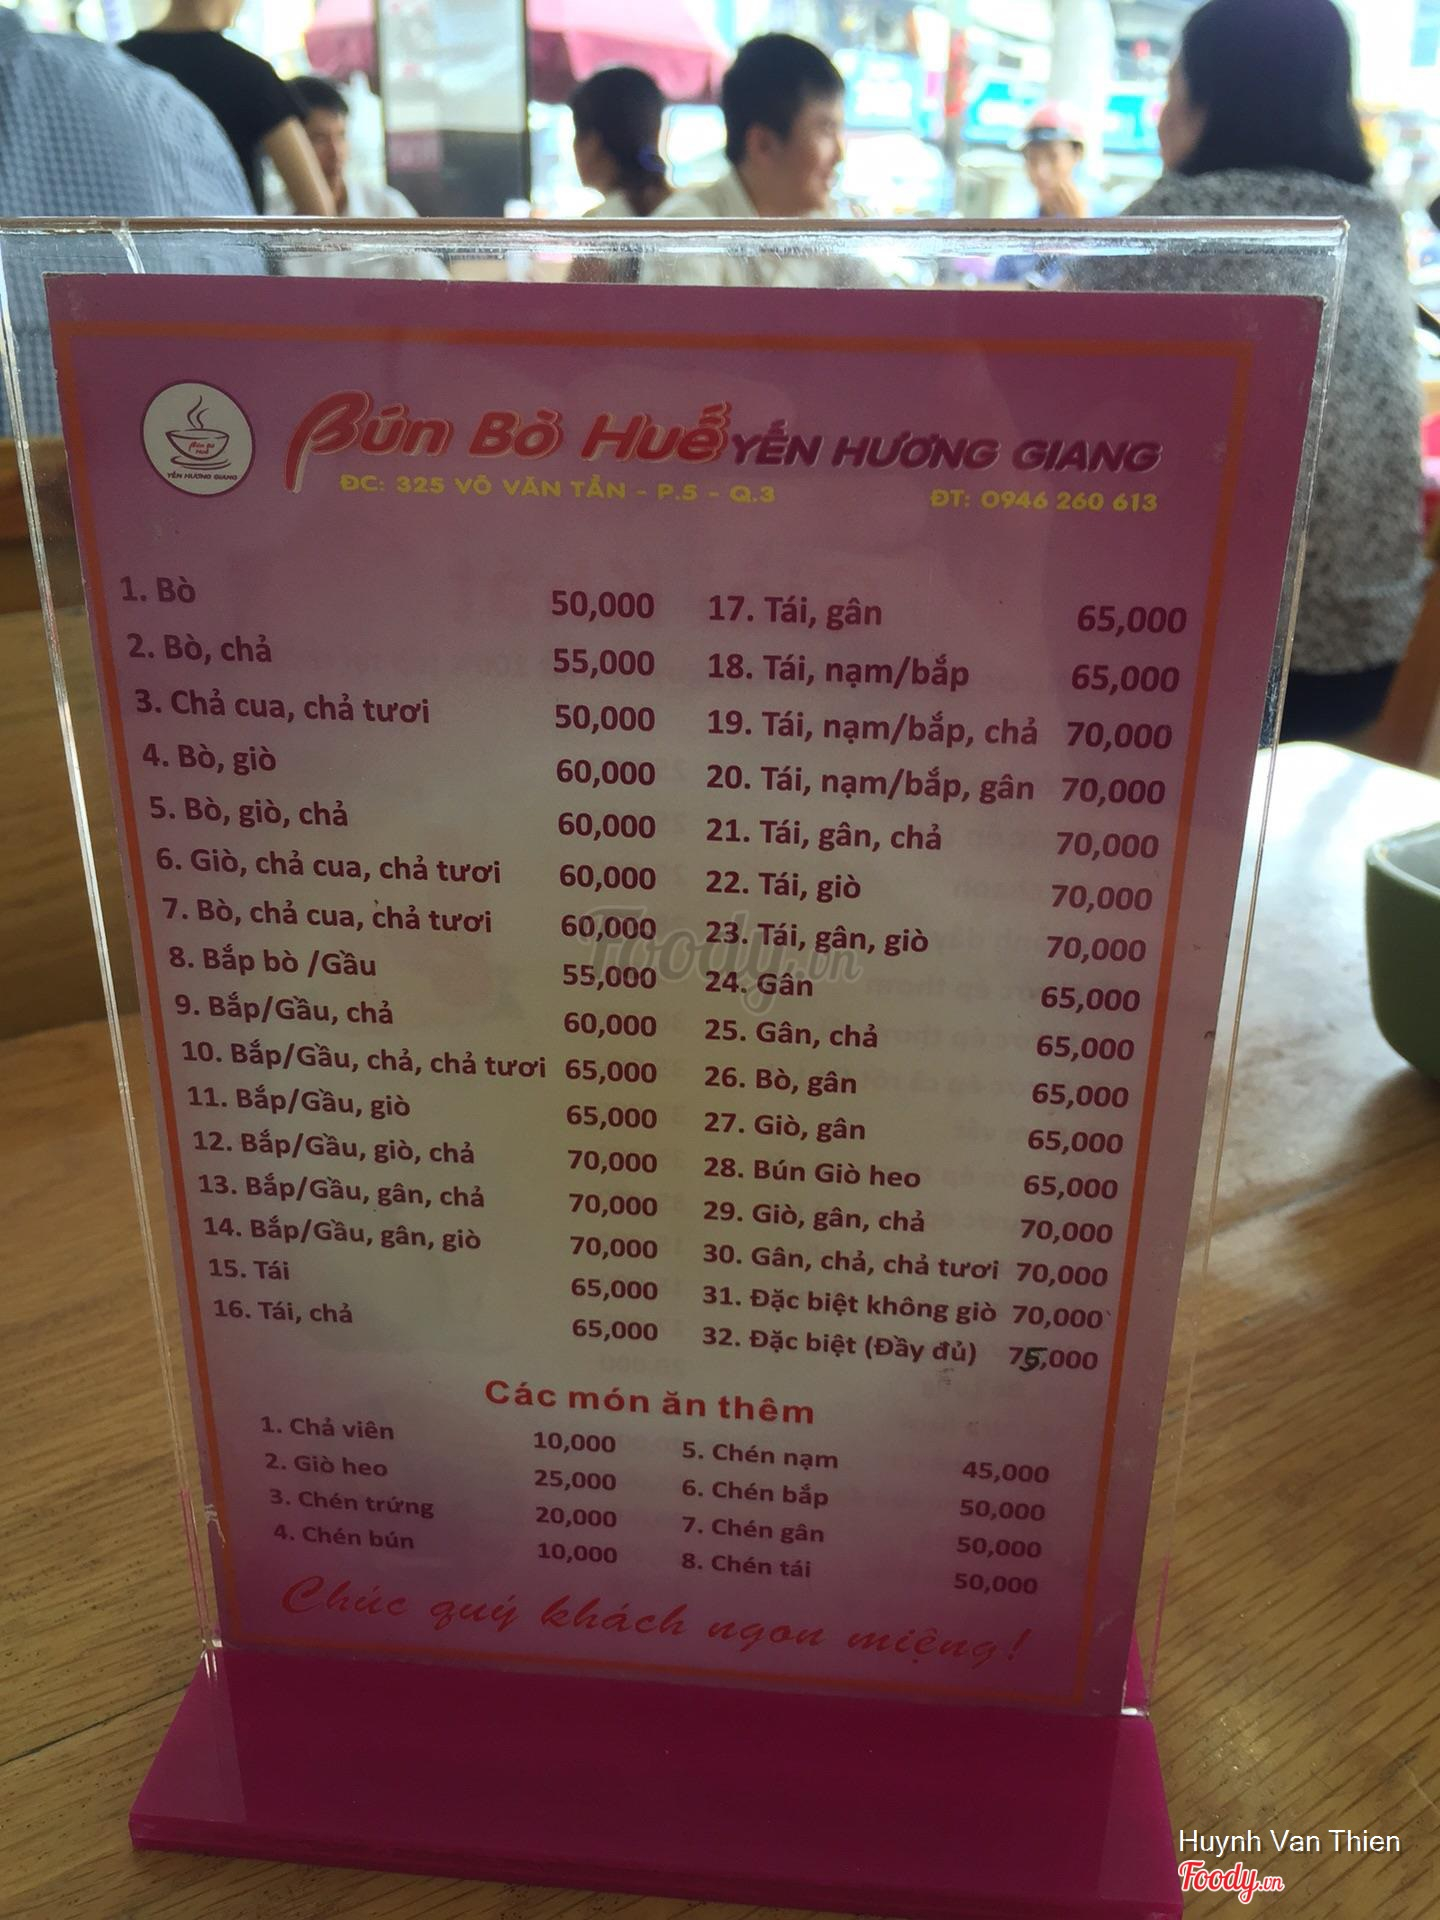 Bún Bò Huế YẾN HƯƠNG GIANG
Bún Bò
Huế
YẾN HƯƠNG GIANG
ĐC: 325 VÕ VĂN TẦN - P.5 - Q.3 ĐT: 0946 260 613
1. Bò 50,000
2. Bò, chả 55,000
3. Chả cua, chả tươi 50,000
4. Bò, giò 60,000
5. Bò, giò, chả 60,000
6. Giò, chả cua, chả tươi 60,000
7. Bò, chả cua, chả tươi 60,000
8. Bắp bò /Gầu 55,000
9. Bắp/Gầu, chả 60,000
10. Bắp/Gầu, chả, chả tươi 65,000
11. Bắp/Gầu, giò 65,000
12. Bắp/Gầu, giò, chả 70,000
13. Bắp/Gầu, gân, chả 70,000
14. Bắp/Gầu, gân, giò 70,000
15. Tái 65,000
16. Tái, chả 65,000
17. Tái, gân 65,000
18. Tái, nạm/bắp 65,000
19. Tái, nạm/bắp, chả 70,000
20. Tái, nạm/bắp, gân 70,000
21. Tái, gân, chả 70,000
22. Tái, giò 70,000
23. Tái, gân, giò 70,000
24. Gân 65,000
25. Gân, chả 65,000
26. Bò, gân 65,000
27. Giò, gân 65,000
28. Bún Giò heo 65,000
29. Giò, gân, chả 70,000
30. Gân, chả, chả tươi 70,000
31. Đặc biệt không giò 70,000
32. Đặc biệt (Đầy đủ) 75,000
Các món ăn thêm
1. Chả viên 10,000
2. Giò heo 25,000
3. Chén trứng 20,000
4. Chén bún 10,000
5. Chén nạm 45,000
6. Chén bắp 50,000
7. Chén gân 50,000
8. Chén tái 50,000
Chúc quý khách ngon miệng!
Foody.vn
Huynh Van Thien
Foody.vn